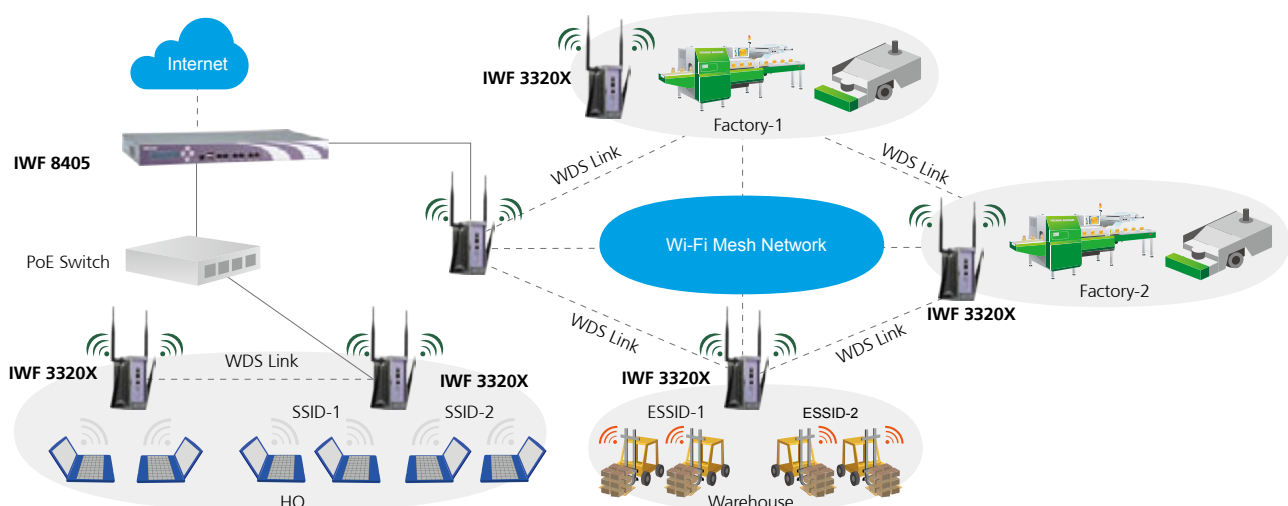 Internet
IWF 3320X
Factory-1
IWF 8405
WDS Link
WDS Link
Wi-Fi Mesh Network
PoE Switch
Factory-2
WDS Link
WDS Link
IWF 3320X
IWF 3320X
WDS Link
IWF 3320X
IWF 3320X
SSID-1
SSID-2
ESSID-1
ESSID-2
HQ
Warehouse